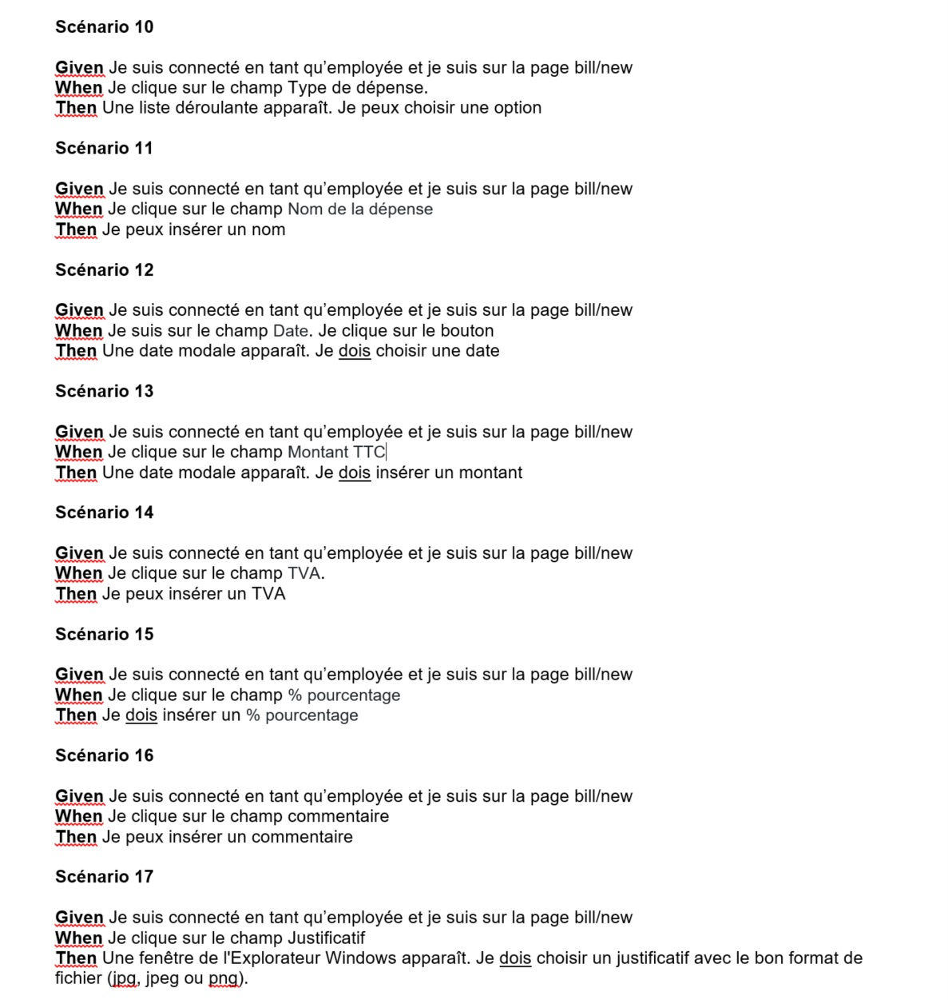 Scénario 10
Given Je suis connecté en tant qu’employée et je suis sur la page bill/new
When Je clique sur le champ Type de dépense.
Then Une liste déroulante apparaît. Je peux choisir une option
Scénario 11
Given Je suis connecté en tant qu’employée et je suis sur la page bill/new
When Je clique sur le champ Nom de la dépense
Then Je peux insérer un nom
Scénario 12
Given Je suis connecté en tant qu’employée et je suis sur la page bill/new
When Je suis sur le champ Date. Je clique sur le bouton
Then Une date modale apparaît. Je dois choisir une date
Scénario 13
Given Je suis connecté en tant qu’employée et je suis sur la page bill/new
When Je clique sur le champ Montant TTC
Then Une date modale apparaît. Je dois insérer un montant
Scénario 14
Given Je suis connecté en tant qu’employée et je suis sur la page bill/new
When Je clique sur le champ TVA.
Then Je peux insérer un TVA
Scénario 15
Given Je suis connecté en tant qu’employée et je suis sur la page bill/new
When Je clique sur le champ % pourcentage
Then Je dois insérer un % pourcentage
Scénario 16
Given Je suis connecté en tant qu’employée et je suis sur la page bill/new
When Je clique sur le champ commentaire
Then Je peux insérer un commentaire
Scénario 17
Given Je suis connecté en tant qu’employée et je suis sur la page bill/new
When Je clique sur le champ Justificatif
Then Une fenêtre de l'Explorateur Windows apparaît. Je dois choisir un justificatif avec le bon format de
fichier (jpg, jpeg ou png).